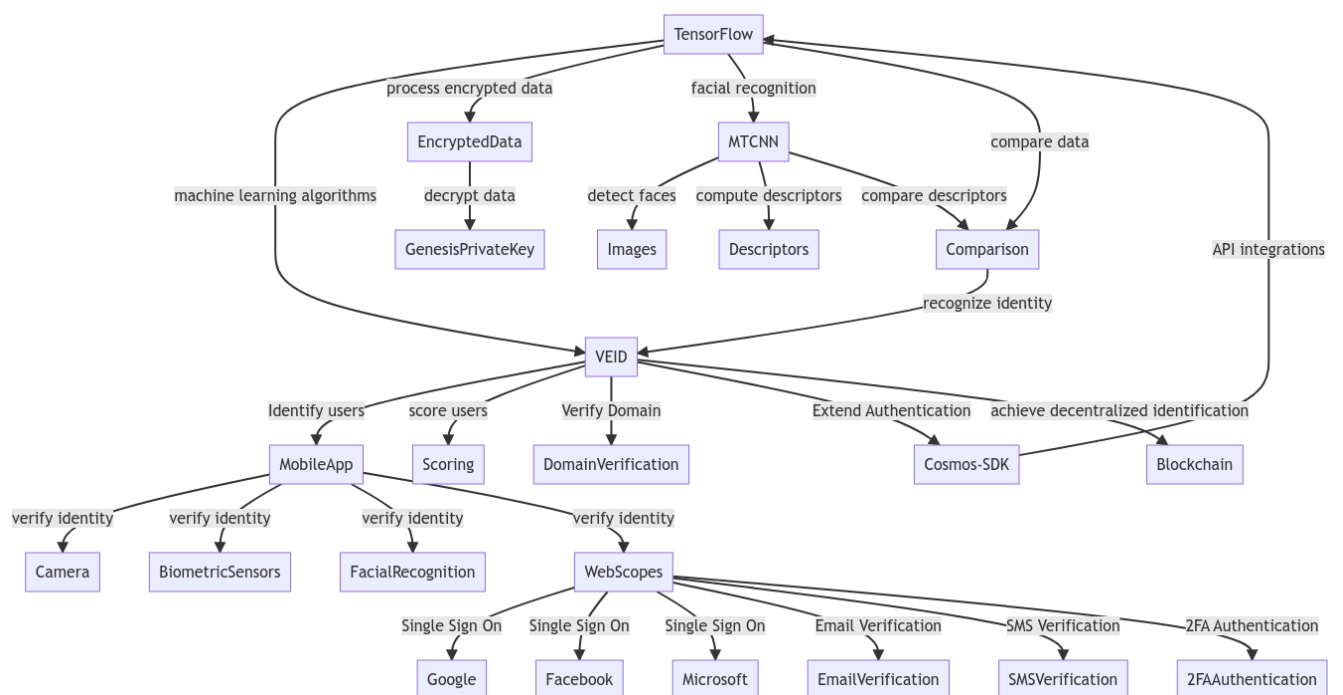 TensorFlow
process encrypted data
facial recognition
EncryptedData
MTCNN
compare data
machine learning algorithms
decrypt data
detect faces
compute descriptors
compare descriptors
GenesisPrivateKey
Images
Descriptors
Comparison
API integrations
recognize identity
VEID
Identify users
score users
Verify Domain
Extend Authentication
achieve decentralized identification
MobileApp
Scoring
DomainVerification
Cosmos-SDK
Blockchain
verify identity
verify identity
verify identity
verify identity
Camera
BiometricSensors
FacialRecognition
WebScopes
Single Sign On
Single Sign On
Single Sign On
Email Verification
SMS Verification
2FA Authentication
Google
Facebook
Microsoft
EmailVerification
SMSVerification
2FAAuthentication